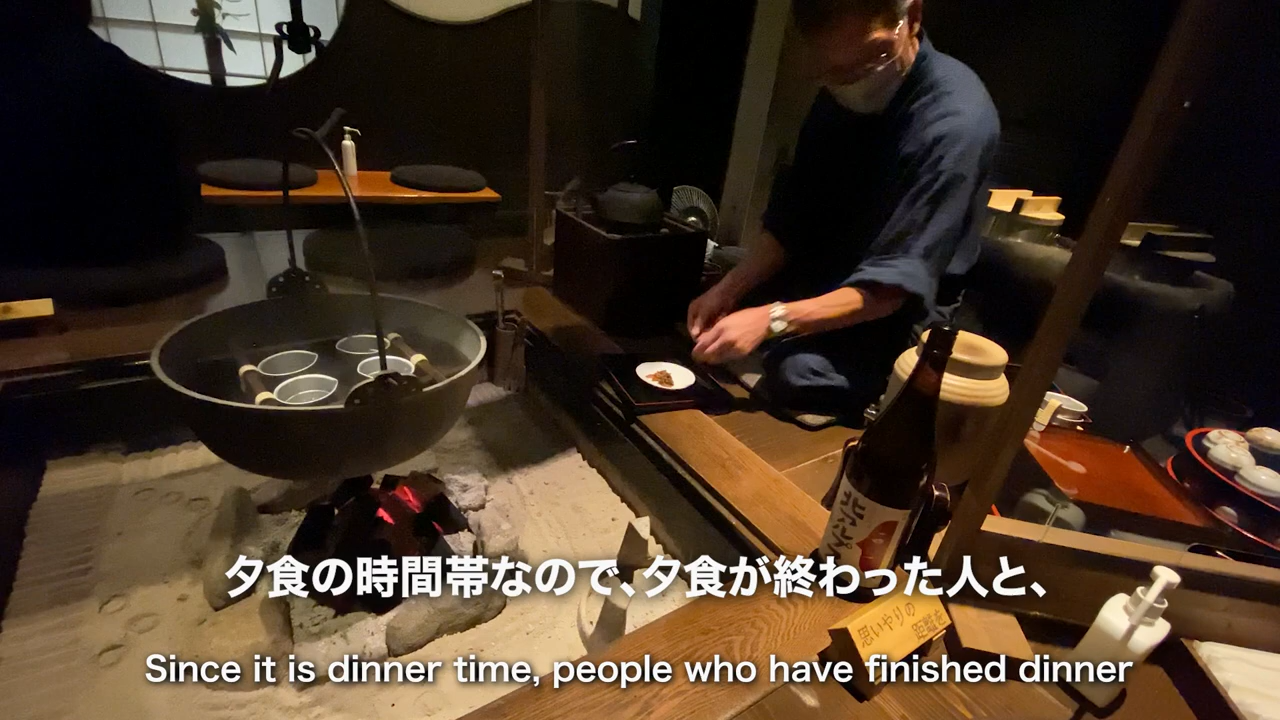 思いやりの
距離を
夕食の時間帯なので、夕食が終わった人と、
Since it is dinner time, people who have finished dinner